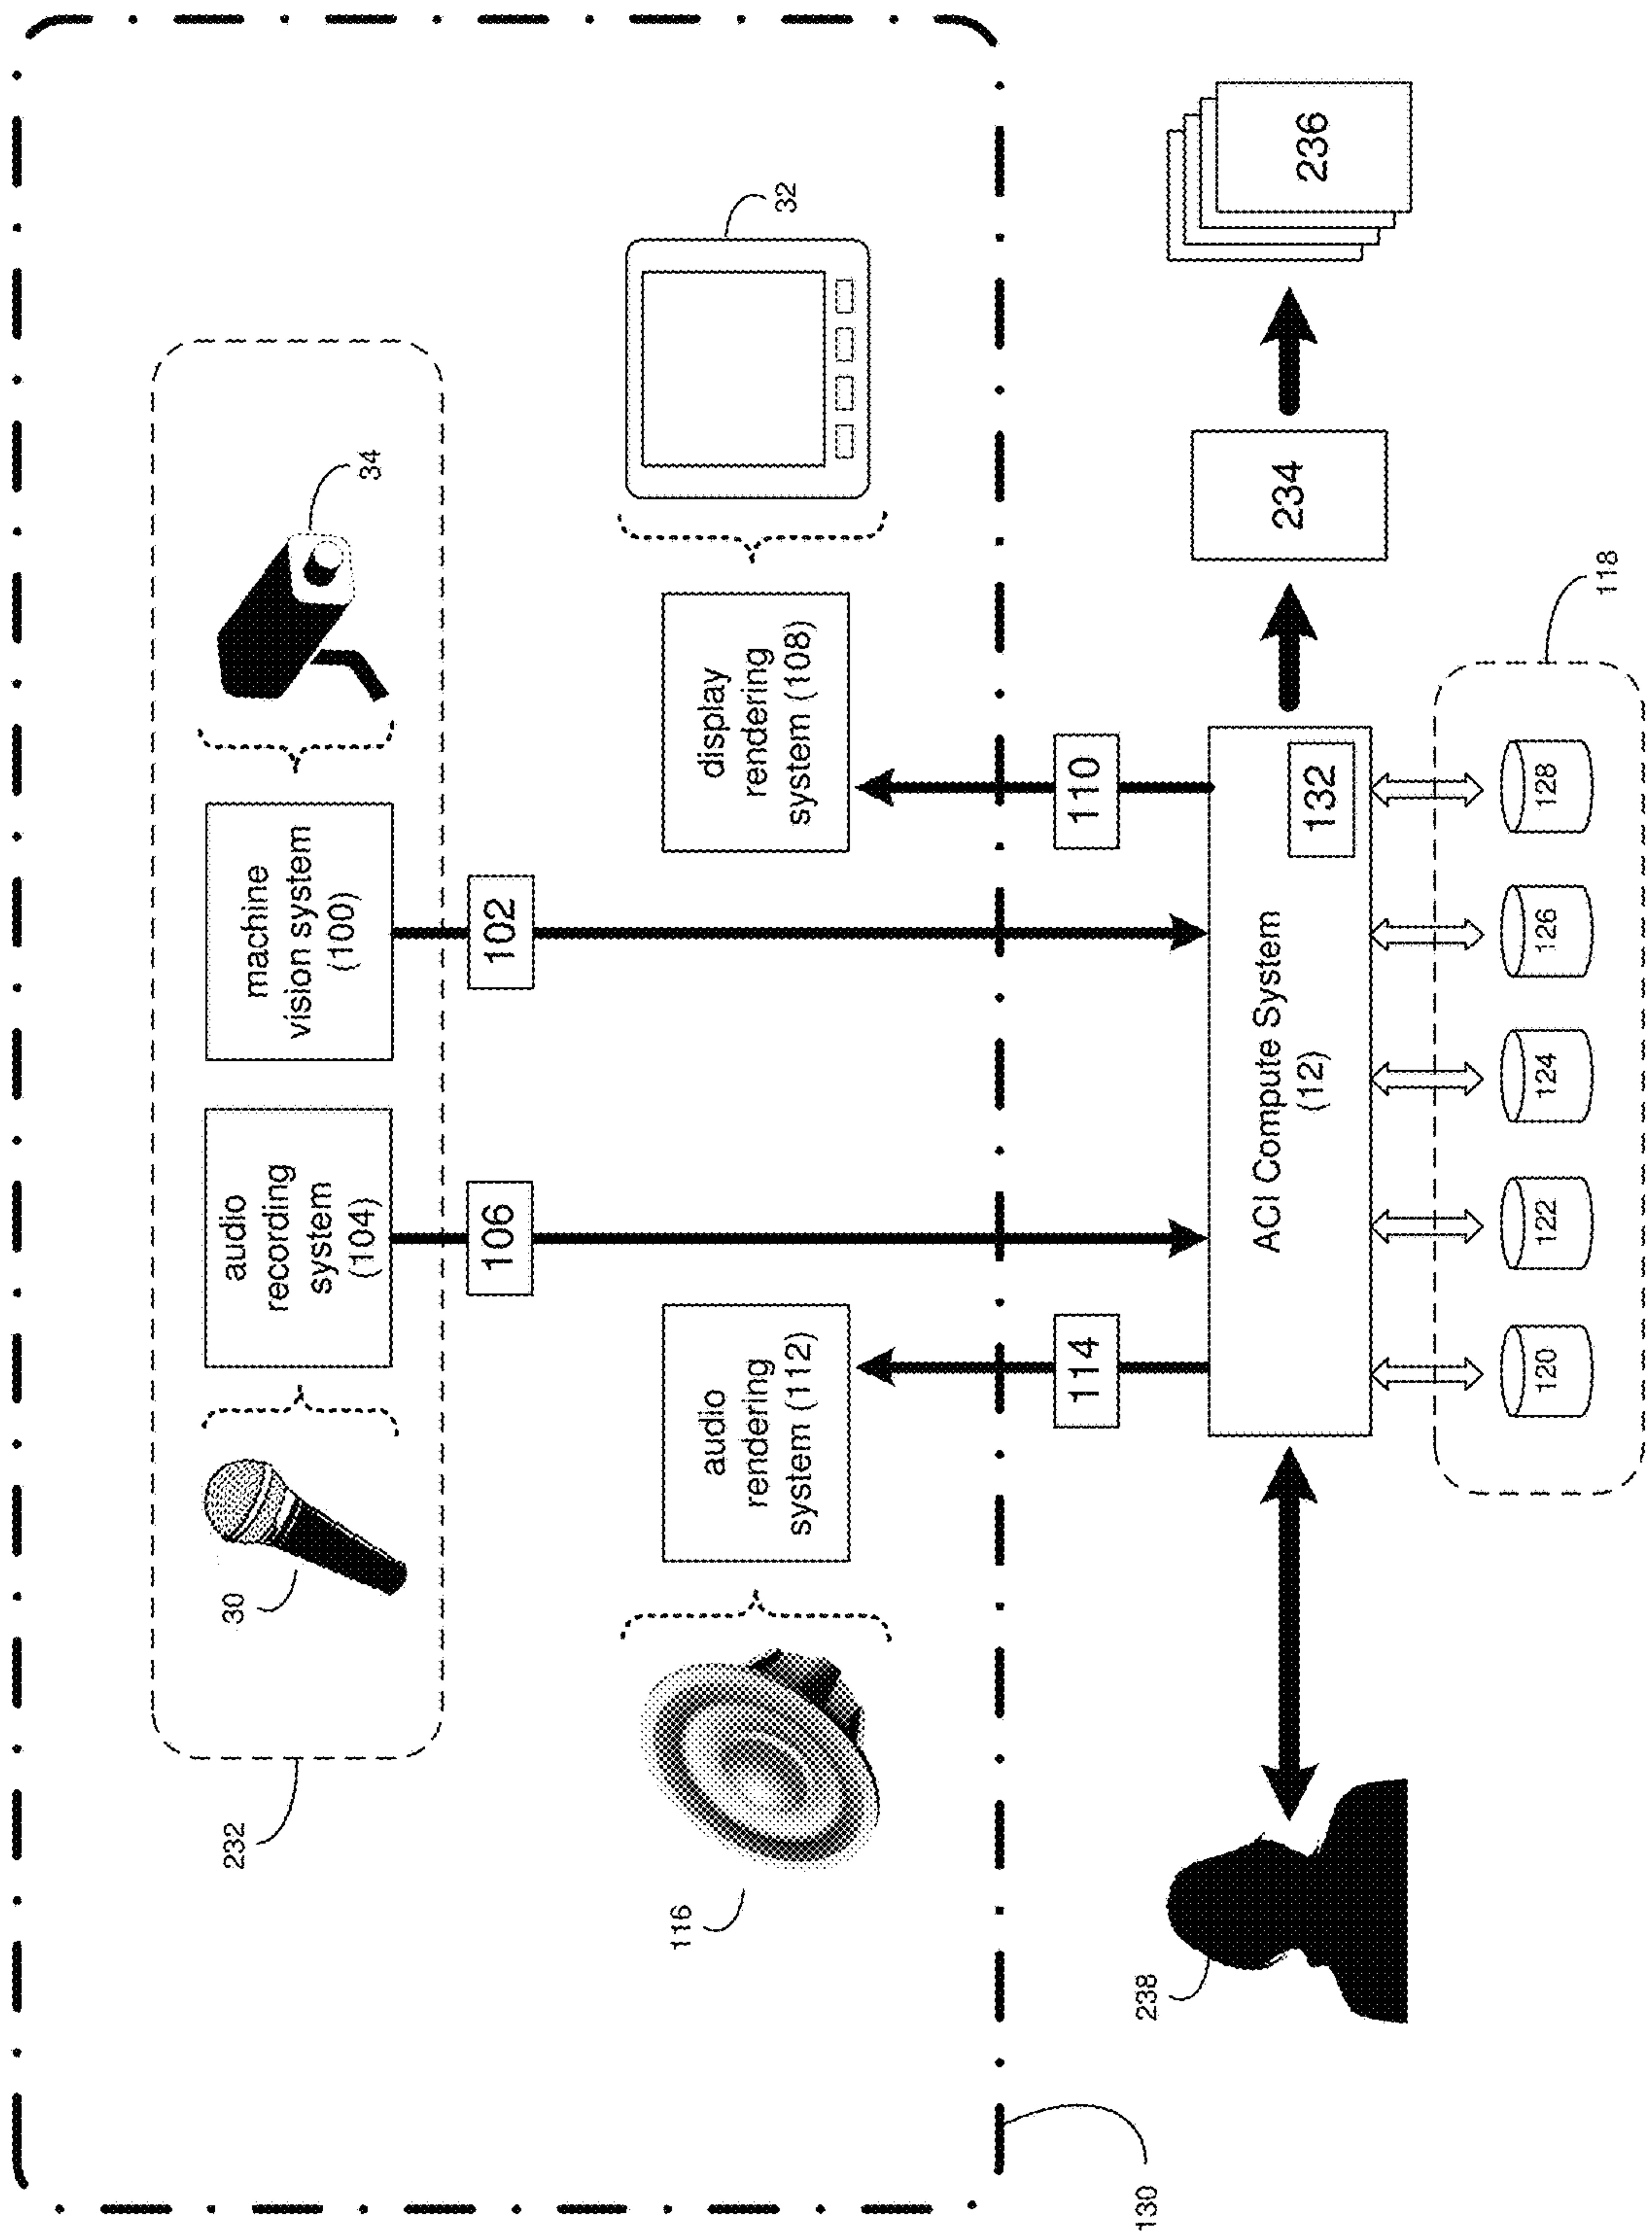 232
30
audio
recording
system
(104)
machine
vision system
(100)
34
106
102
116
audio
rendering
system (112)
display
rendering
system (108)
32
114
110
130
238
ACI Compute System
(12)
132
234
236
120
122
124
126
128
118